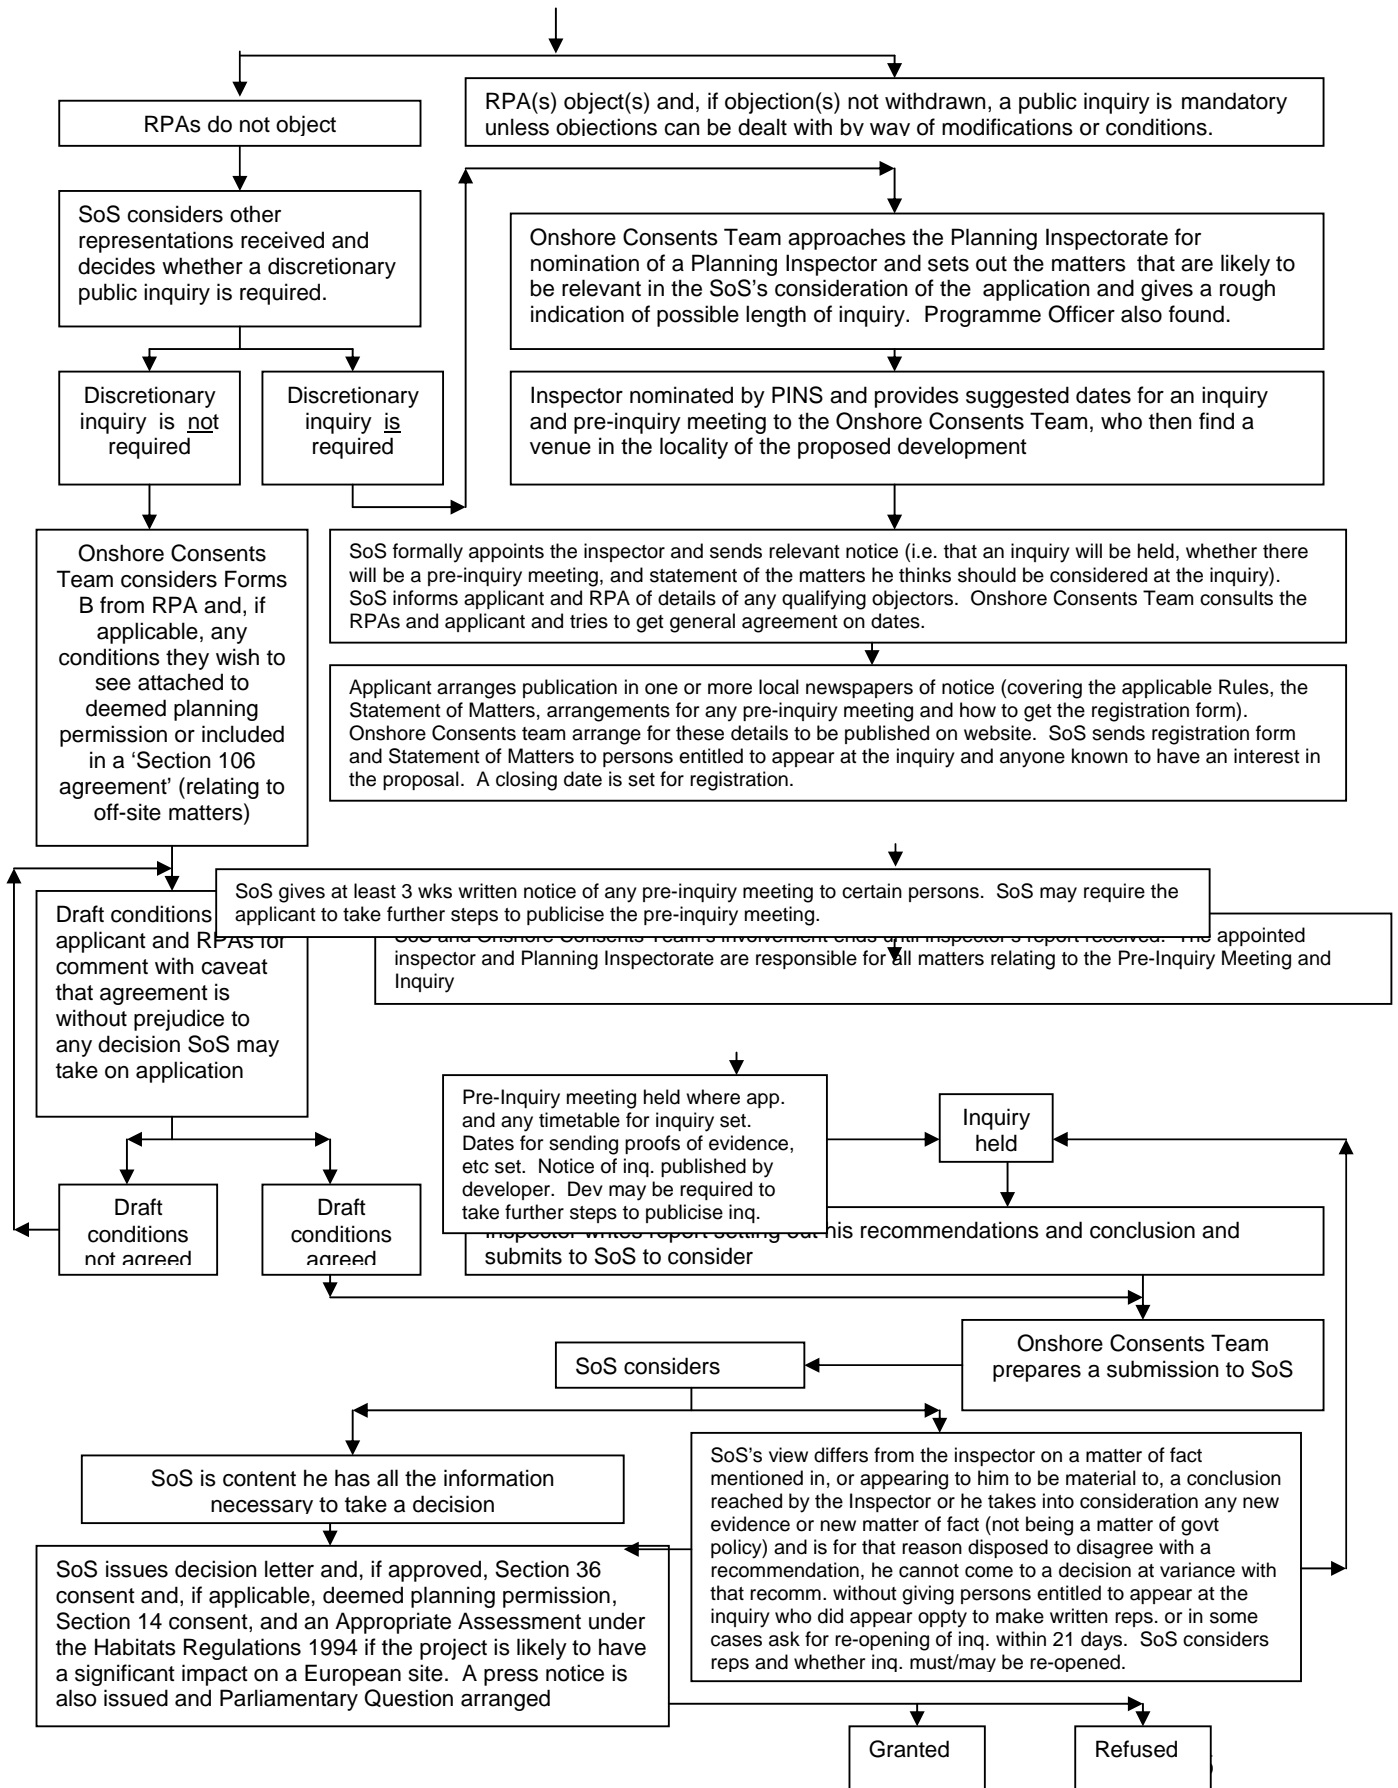 RPAs do not object
RPA(s) object(s) and, if objection(s) not withdrawn, a public inquiry is mandatory
unless objections can be dealt with by way of modifications or conditions.
SoS considers other
representations received and
decides whether a discretionary
public inquiry is required.
Onshore Consents Team approaches the Planning Inspectorate for
nomination of a Planning Inspector and sets out the matters that are likely to
be relevant in the SoS's consideration of the application and gives a rough
indication of possible length of inquiry. Programme Officer also found.
Discretionary
inquiry is not
required
Discretionary
inquiry is
required
Inspector nominated by PINS and provides suggested dates for an inquiry
and pre-inquiry meeting to the Onshore Consents Team, who then find a
venue in the locality of the proposed development
Onshore Consents
Team considers Forms
B from RPA and, if
applicable, any
conditions they wish to
see attached to
deemed planning
permission or included
in a 'Section 106
agreement' (relating to
off-site matters)
SoS formally appoints the inspector and sends relevant notice (i.e. that an inquiry will be held, whether there
will be a pre-inquiry meeting, and statement of the matters he thinks should be considered at the inquiry).
SoS informs applicant and RPA of details of any qualifying objectors. Onshore Consents Team consults the
RPAs and applicant and tries to get general agreement on dates.
Applicant arranges publication in one or more local newspapers of notice (covering the applicable Rules, the
Statement of Matters, arrangements for any pre-inquiry meeting and how to get the registration form).
Onshore Consents team arrange for these details to be published on website. SoS sends registration form
and Statement of Matters to persons entitled to appear at the inquiry and anyone known to have an interest in
the proposal. A closing date is set for registration.
SoS gives at least 3 wks written notice of any pre-inquiry meeting to certain persons. SoS may require the
applicant to take further steps to publicise the pre-inquiry meeting.
Draft conditions
applicant and RPAs for
comment with caveat
that agreement is
without prejudice to
any decision SoS may
take on application
SoS and Onshore Consents Team's involvement ends until inspector's report received. The appointed
inspector and Planning Inspectorate are responsible for all matters relating to the Pre-Inquiry Meeting and
Inquiry
Pre-Inquiry meeting held where app.
and any timetable for inquiry set.
Dates for sending proofs of evidence,
etc set. Notice of inq. published by
developer. Dev may be required to
take further steps to publicise inq.
Inquiry
held
Draft
conditions
not agreed
Draft
conditions
agreed
Inspector writes report setting out his recommendations and conclusion and
submits to SoS to consider
Onshore Consents Team
prepares a submission to SoS
SoS considers
SoS is content he has all the information
necessary to take a decision
SoS's view differs from the inspector on a matter of fact
mentioned in, or appearing to him to be material to, a conclusion
reached by the Inspector or he takes into consideration any new
evidence or new matter of fact (not being a matter of govt
policy) and is for that reason disposed to disagree with a
recommendation, he cannot come to a decision at variance with
that recomm. without giving persons entitled to appear at the
inquiry who did appear oppty to make written reps. or in some
cases ask for re-opening of inq. within 21 days. SoS considers
reps and whether inq. must/may be re-opened.
SoS issues decision letter and, if approved, Section 36
consent and, if applicable, deemed planning permission,
Section 14 consent, and an Appropriate Assessment under
the Habitats Regulations 1994 if the project is likely to have
a significant impact on a European site. A press notice is
also issued and Parliamentary Question arranged
Granted
Refused